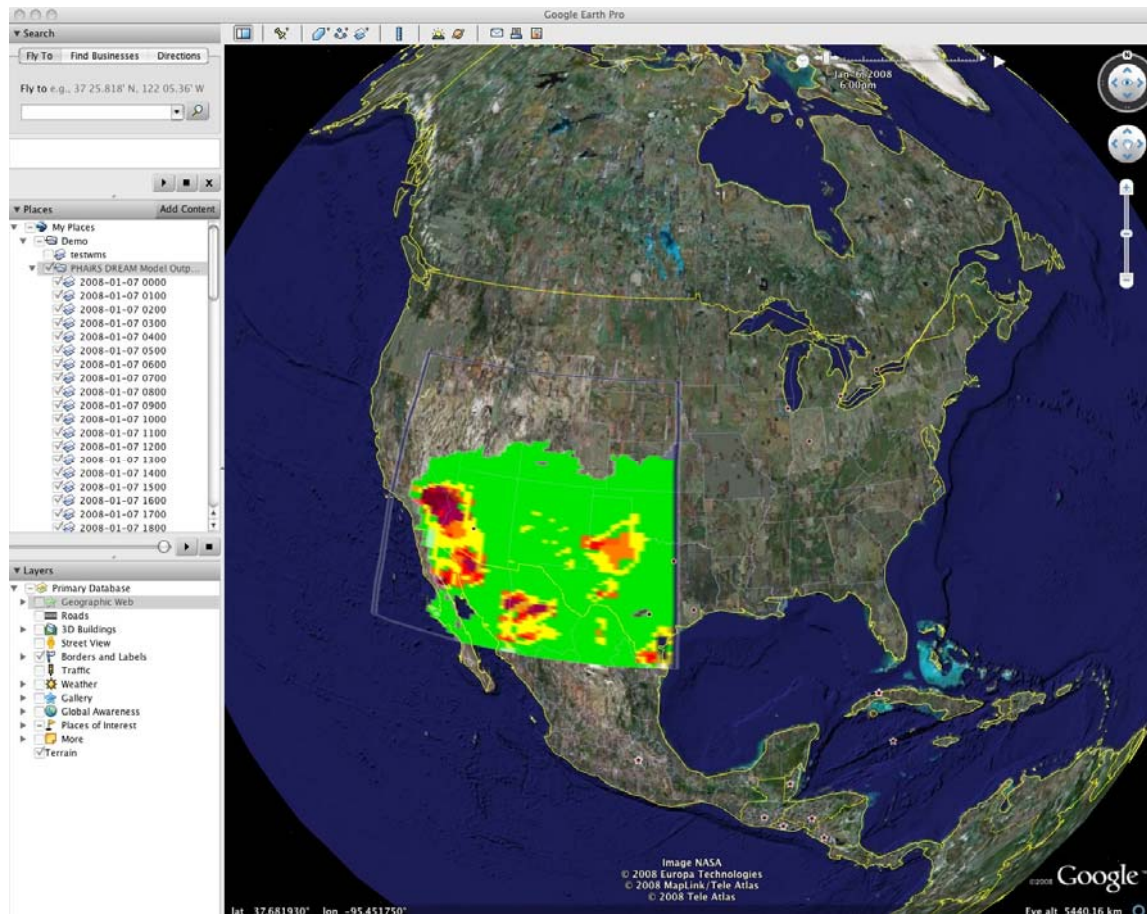 Google Earth Pro
Search
Fly To Find Businesses Directions
Fly to e.g., 37 25.818' N, 122 05.36' W
Places Add Content
My Places
Demo
testwms
PHAIRS DREAM Model Outp...
2008-01-07 0000
2008-01-07 0100
2008-01-07 0200
2008-01-07 0300
2008-01-07 0400
2008-01-07 0500
2008-01-07 0600
2008-01-07 0700
2008-01-07 0800
2008-01-07 0900
2008-01-07 1000
2008-01-07 1100
2008-01-07 1200
2008-01-07 1300
2008-01-07 1400
2008-01-07 1500
2008-01-07 1600
2008-01-07 1700
2008-01-07 1800
Layers
Primary Database
Geographic Web
Roads
3D Buildings
Street View
Borders and Labels
Traffic
Weather
Gallery
Global Awareness
Places of Interest
More
Terrain
Jan 6, 2008
6:00pm
N
Image NASA
© 2008 Europa Technologies
© 2008 MapLink/Tele Atlas
© 2008 Tele Atlas
©2008 Google
lat 37.681930° lon -95.451750°
Eye alt 5440.16 km